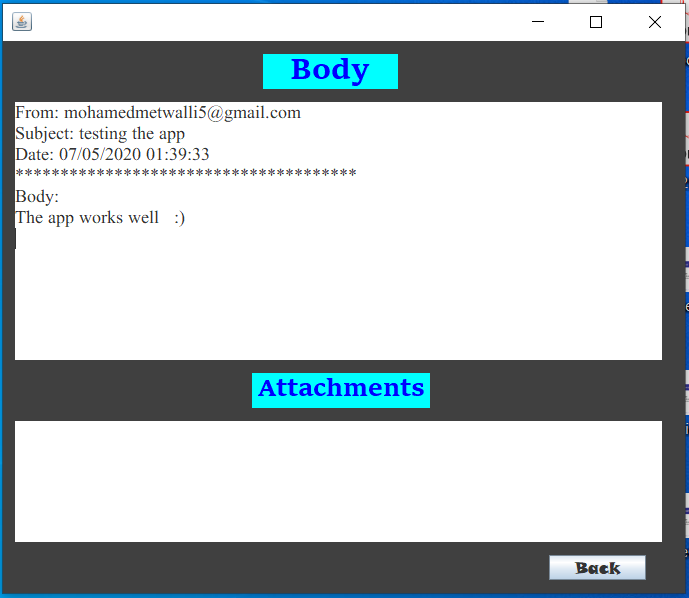 Body
From: mohamedmetwalli5@gmail.com
Subject: testing the app
Date: 07/05/2020 01:39:33
**************************************
Body:
The app works well   :)
Attachments
Back